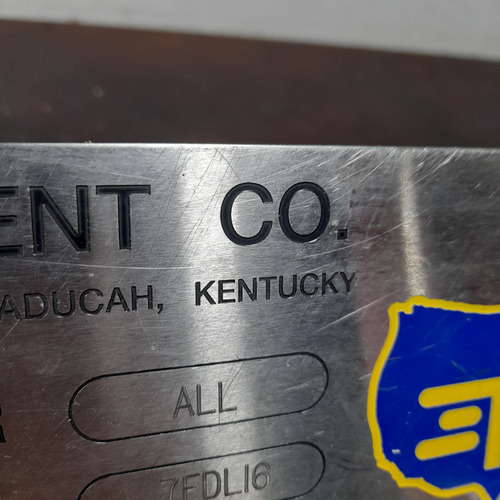 ENT CO.
ADUCAH, KENTUCKY
ALL
7FDL16